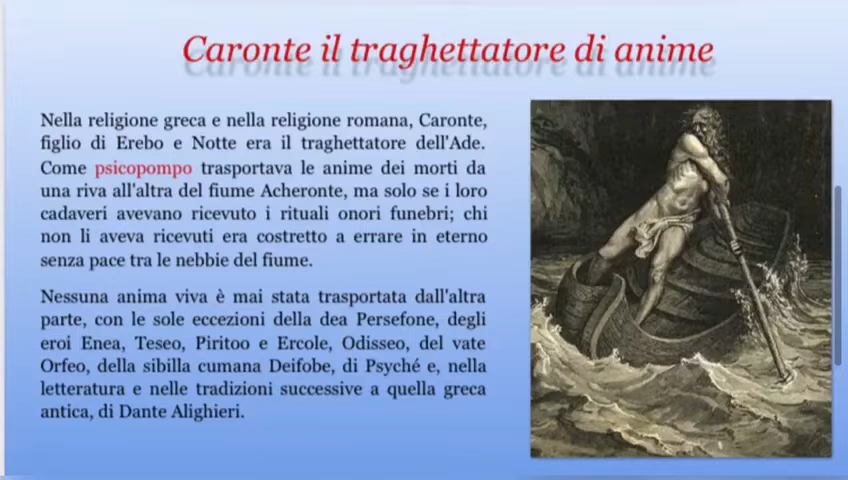 Caronte il traghettatore di anime
Nella religione greca e nella religione romana, Caronte,
figlio di Erebo e Notte era il traghettatore dell'Ade.
Come psicopompo trasportava le anime dei morti da
una riva all'altra del fiume Acheronte, ma solo se i loro
cadaveri avevano ricevuto i rituali onori funebri; chi
non li aveva ricevuti era costretto a errare in eterno
senza pace tra le nebbie del fiume.
Nessuna anima viva è mai stata trasportata dall'altra
parte, con le sole eccezioni della dea Persefone, degli
eroi Enea, Teseo, Piritoo e Ercole, Odisseo, del vate
Orfeo, della sibilla cumana Deifobe, di Psyché e, nella
letteratura e nelle tradizioni successive a quella greca
antica, di Dante Alighieri.